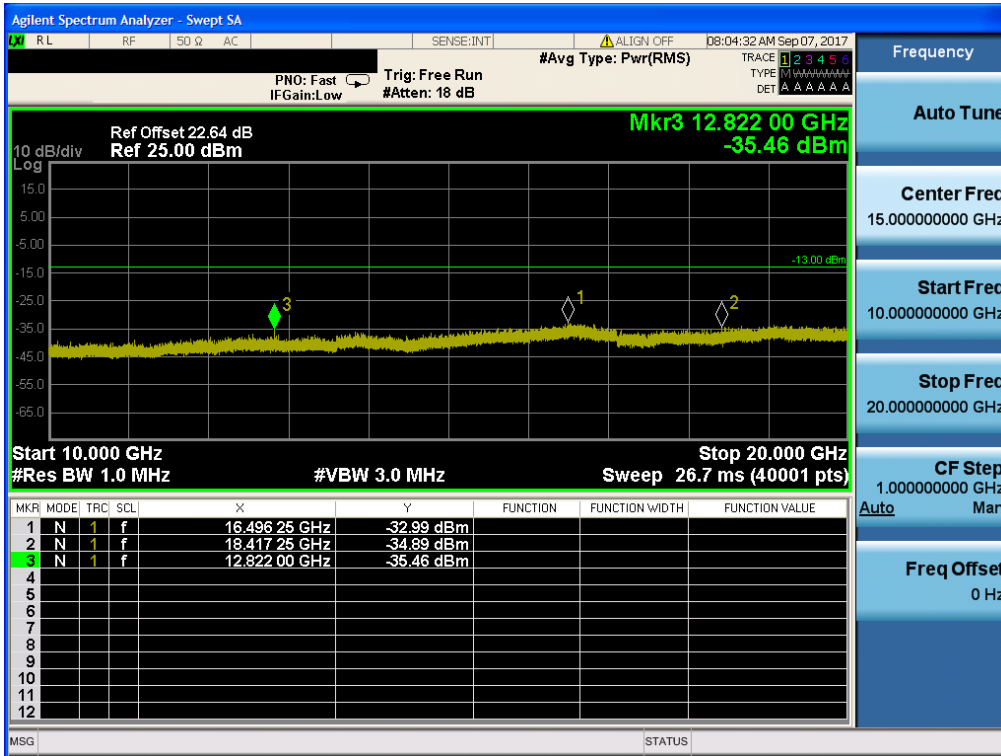 Agilent Spectrum Analyzer - Swept SA
LXI RL RF 50 Ω AC SENSE:INT ALIGN OFF 08:04:32 AM Sep 07, 2017
#Avg Type: Pwr(RMS) TRACE 1 2 3 4 5 6
PNO: Fast Trig: Free Run TYPE M WWWWW
IFGain:Low #Atten: 18 dB DET A A A A A A
Frequency
Mkr3 12.822 00 GHz
-35.46 dBm
Ref Offset 22.64 dB
10 dB/div Ref 25.00 dBm
Log
15.0
5.00
-5.00
-13.00 dBm
-15.0
-25.0
3 1 2
-35.0
-45.0
-55.0
-65.0
Start 10.000 GHz Stop 20.000 GHz
#Res BW 1.0 MHz #VBW 3.0 MHz Sweep 26.7 ms (40001 pts)
MKR MODE TRC SCL X Y FUNCTION FUNCTION WIDTH FUNCTION VALUE
1 N 1 f 16.496 25 GHz -32.99 dBm
2 N 1 f 18.417 25 GHz -34.89 dBm
3 N 1 f 12.822 00 GHz -35.46 dBm
4
5
6
7
8
9
10
11
12
MSG STATUS
Auto Tune
Center Freq
15.000000000 GHz
Start Freq
10.000000000 GHz
Stop Freq
20.000000000 GHz
CF Step
1.000000000 GHz
Auto Man
Freq Offset
0 Hz